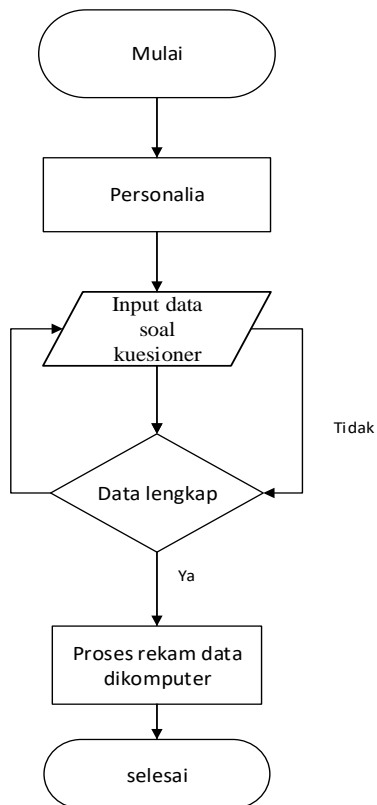 Mulai
Personalia
Input data
soal
kuesioner
Tidak
Data lengkap
Ya
Proses rekam data
dikomputer
selesai